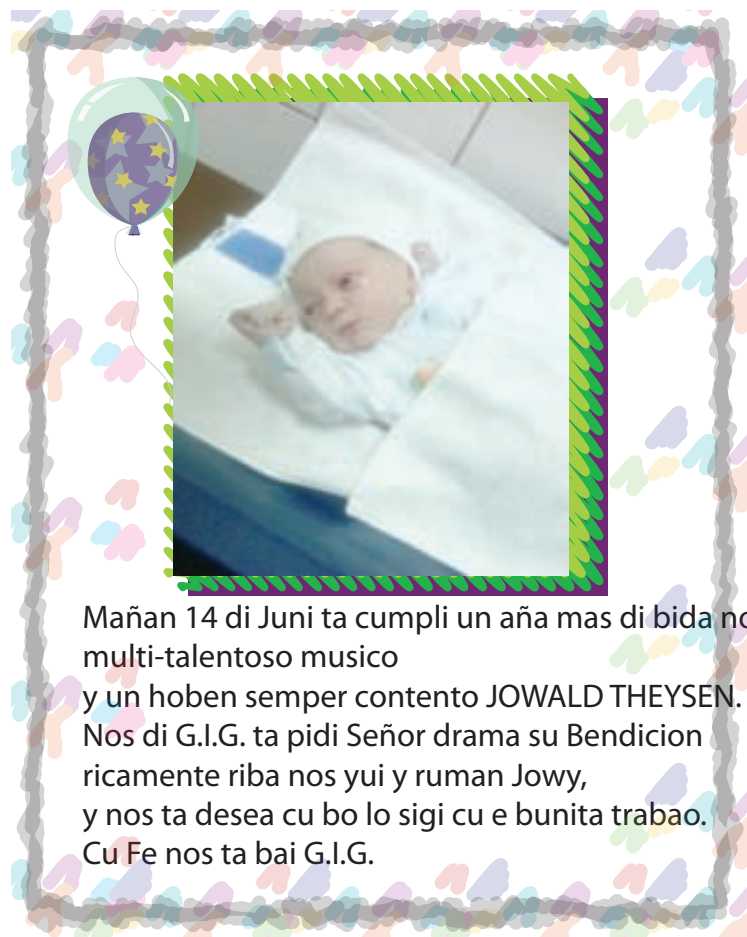 Mañan 14 di Juni ta cumpli un aña mas di bida
multi-talentoso musico
y un hoben semper contento JOWALD THEYSEN.
Nos di G.I.G. ta pidi Señor drama su Bendicion
ricamente riba nos yui y ruman Jowy,
y nos ta desea cu bo lo sigi cu e bunita trabao.
Cu Fe nos ta bai G.I.G.